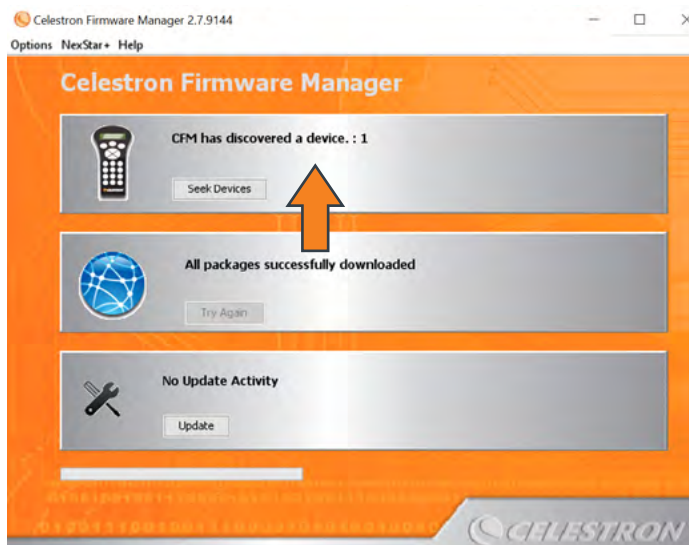 Celestron Firmware Manager 2.7.9144
Options NexStar+ Help
Celestron Firmware Manager
CFM has discovered a device. : 1
Seek Devices
All packages successfully downloaded
Try Again
No Update Activity
Update
CELESTRON